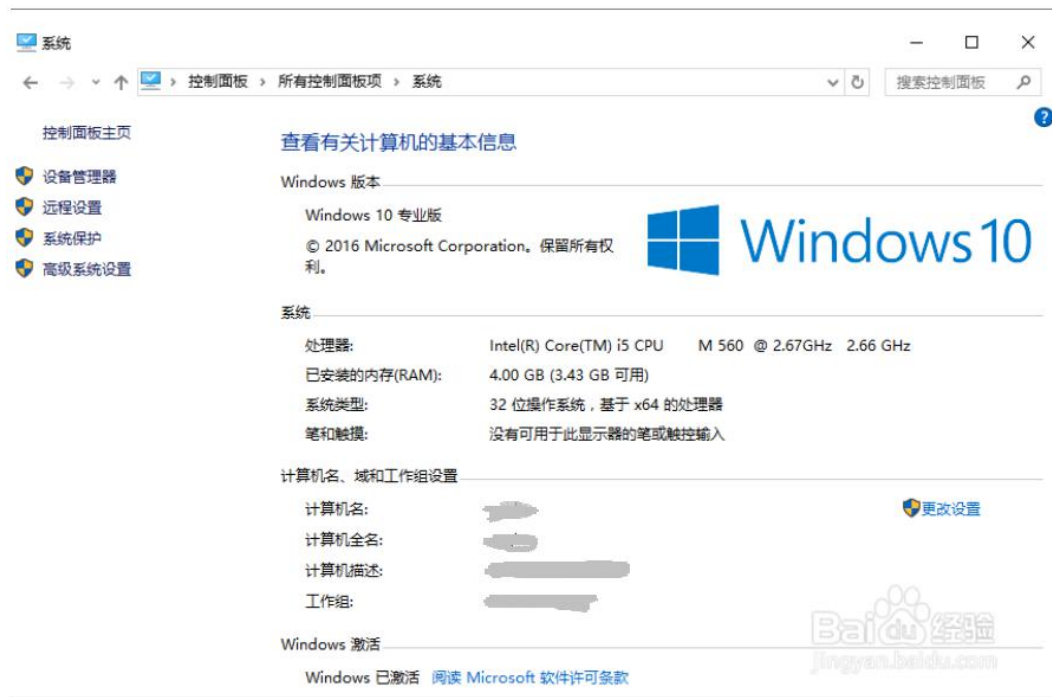 系统
控制面板 › 所有控制面板项 › 系统
搜索控制面板
控制面板主页
设备管理器
远程设置
系统保护
高级系统设置
?
查看有关计算机的基本信息
Windows 版本
Windows 10 专业版
© 2016 Microsoft Corporation。保留所有权
利。
Windows 10
系统
处理器: Intel(R) Core(TM) i5 CPU M 560 @ 2.67GHz 2.66 GHz
已安装的内存(RAM): 4.00 GB (3.43 GB 可用)
系统类型: 32 位操作系统，基于 x64 的处理器
笔和触摸: 没有可用于此显示器的笔或触控输入
计算机名、域和工作组设置
计算机名: 更改设置
计算机全名:
计算机描述:
工作组:
Windows 激活
Windows 已激活 阅读 Microsoft 软件许可条款
Baidu 经验
jingyan.baidu.com